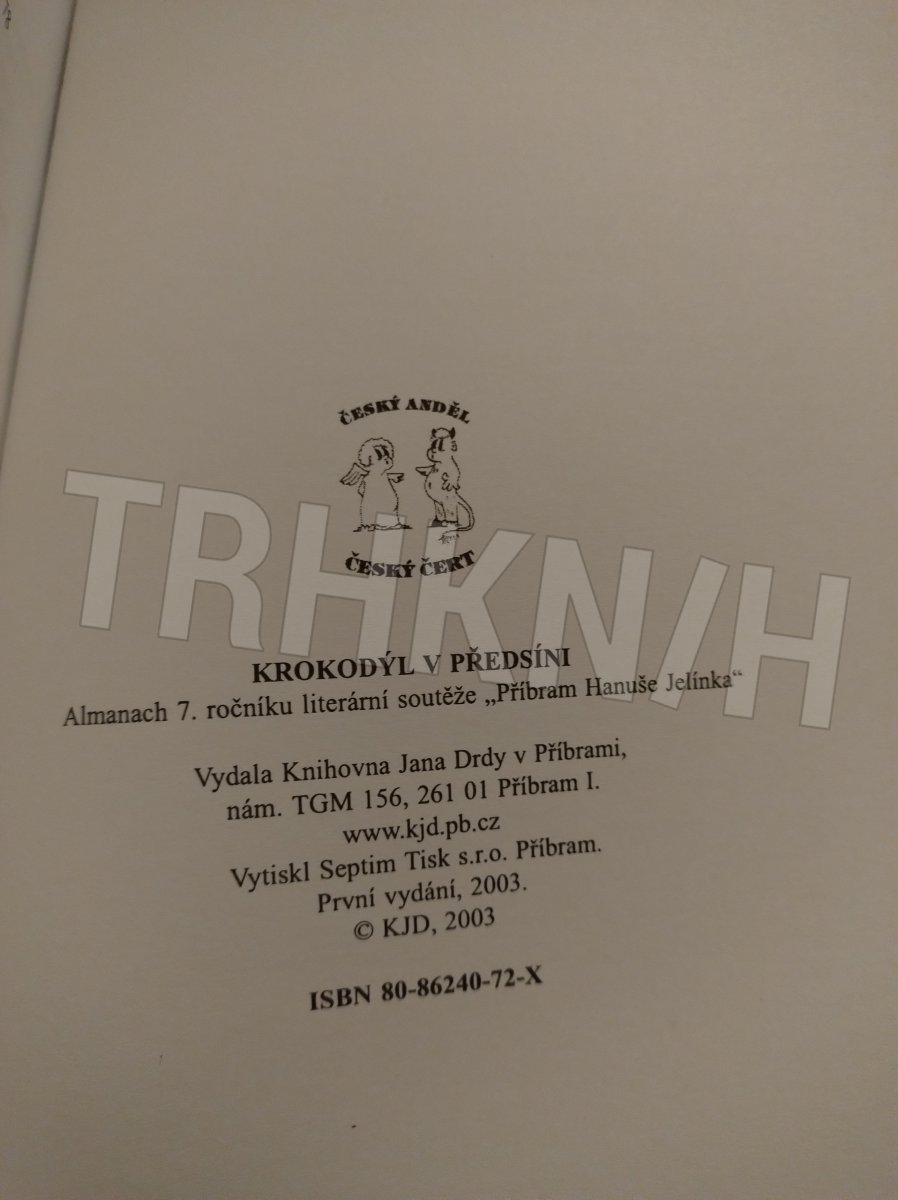 ČESKÝ ANDĚL
ČESKÝ ČERT
TRHKN/H
KROKODÝL V PŘEDSÍNI
Almanach 7. ročníku literární soutěže „Příbram Hanuše Jelínka“
Vydala Knihovna Jana Drdy v Příbrami,
nám. TGM 156, 261 01 Příbram I.
www.kjd.pb.cz
Vytiskl Septim Tisk s.r.o. Příbram.
První vydání, 2003.
© KJD, 2003
ISBN 80-86240-72-X